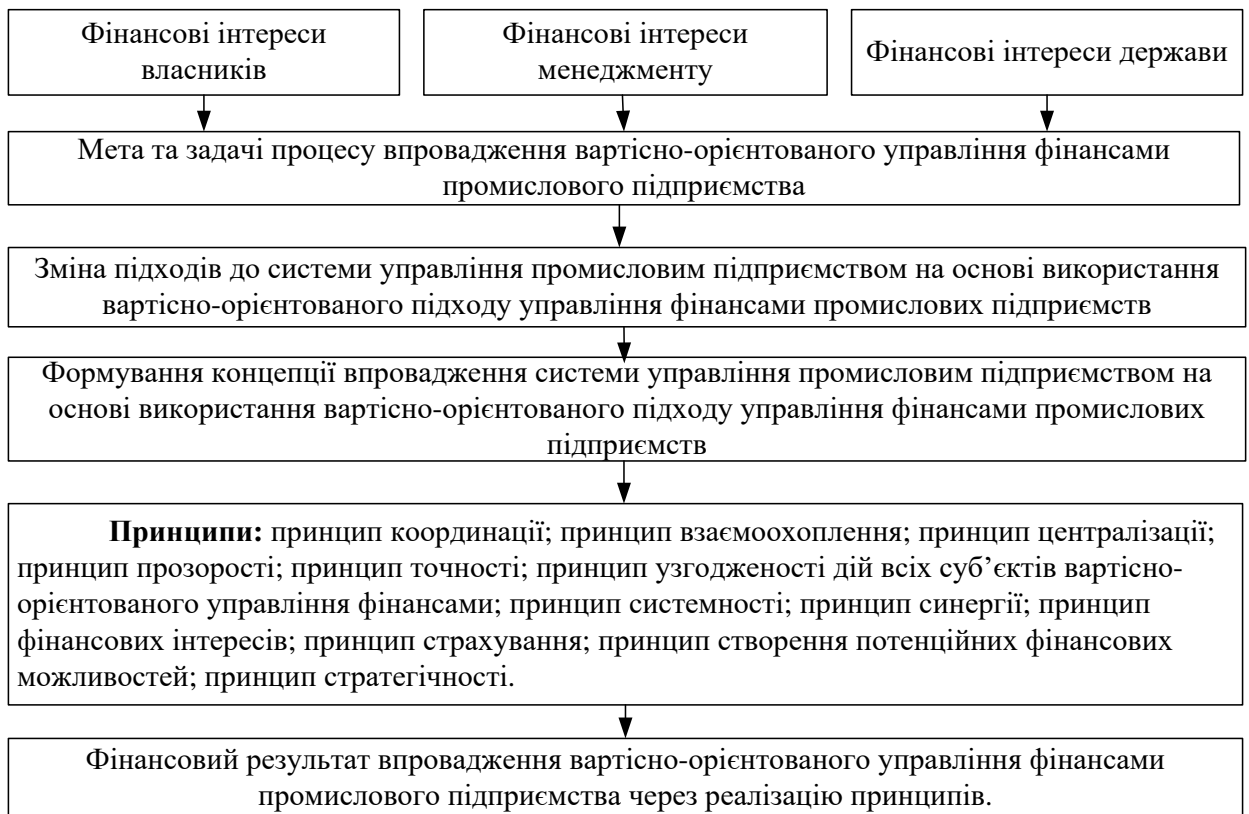 Фінансові інтереси
власників
Фінансові інтереси
менеджменту
Фінансові інтереси держави
Мета та задачі процесу впровадження вартісно-орієнтованого управління фінансами
промислового підприємства
Зміна підходів до системи управління промисловим підприємством на основі використання
вартісно-орієнтованого підходу управління фінансами промислових підприємств
Формування концепції впровадження системи управління промисловим підприємством на
основі використання вартісно-орієнтованого підходу управління фінансами промислових
підприємств
Принципи: принцип координації; принцип взаємоохоплення; принцип централізації;
принцип прозорості; принцип точності; принцип узгодженості дій всіх суб’єктів вартісно-
орієнтованого управління фінансами; принцип системності; принцип синергії; принцип
фінансових інтересів; принцип страхування; принцип створення потенційних фінансових
можливостей; принцип стратегічності.
Фінансовий результат впровадження вартісно-орієнтованого управління фінансами
промислового підприємства через реалізацію принципів.